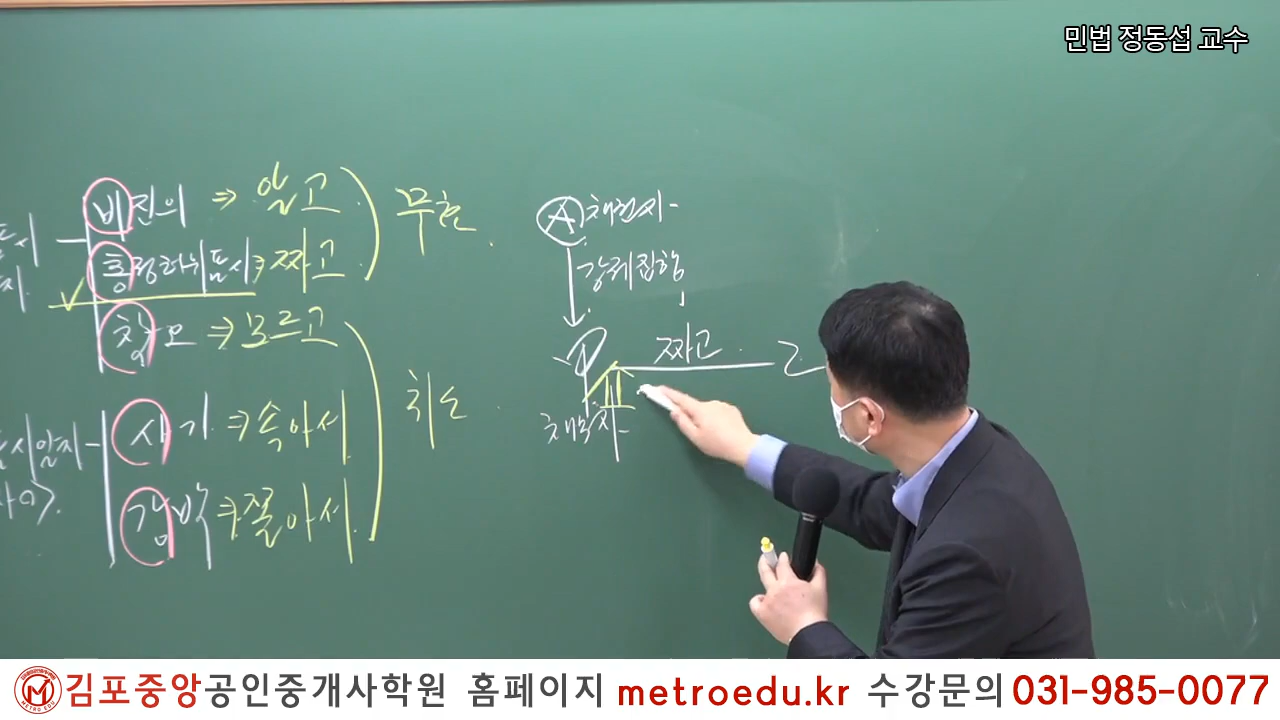 민법 정동섭 교수
비진의 ⇒ 알고
통정허위표시 ⇒ 짜고
무효
착오 ⇒ 모르고
사기 ⇒ 속아서
취소
강박 ⇒ 쫄아서
A 채권자
강제집행
甲 짜고 乙
채무자
김포중앙공인중개사학원 홈페이지 metroedu.kr 수강문의 031-985-0077